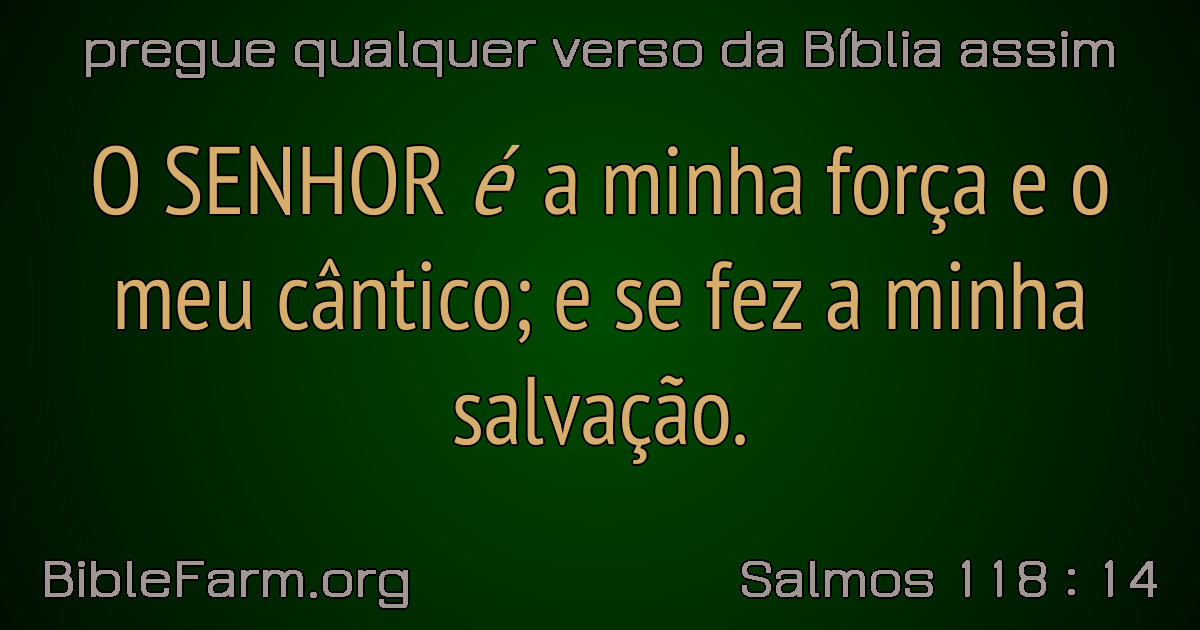 pregue qualquer verso da Bíblia assim
O SENHOR é a minha força e o
meu cântico; e se fez a minha
salvação.
BibleFarm.org
Salmos 118 : 14